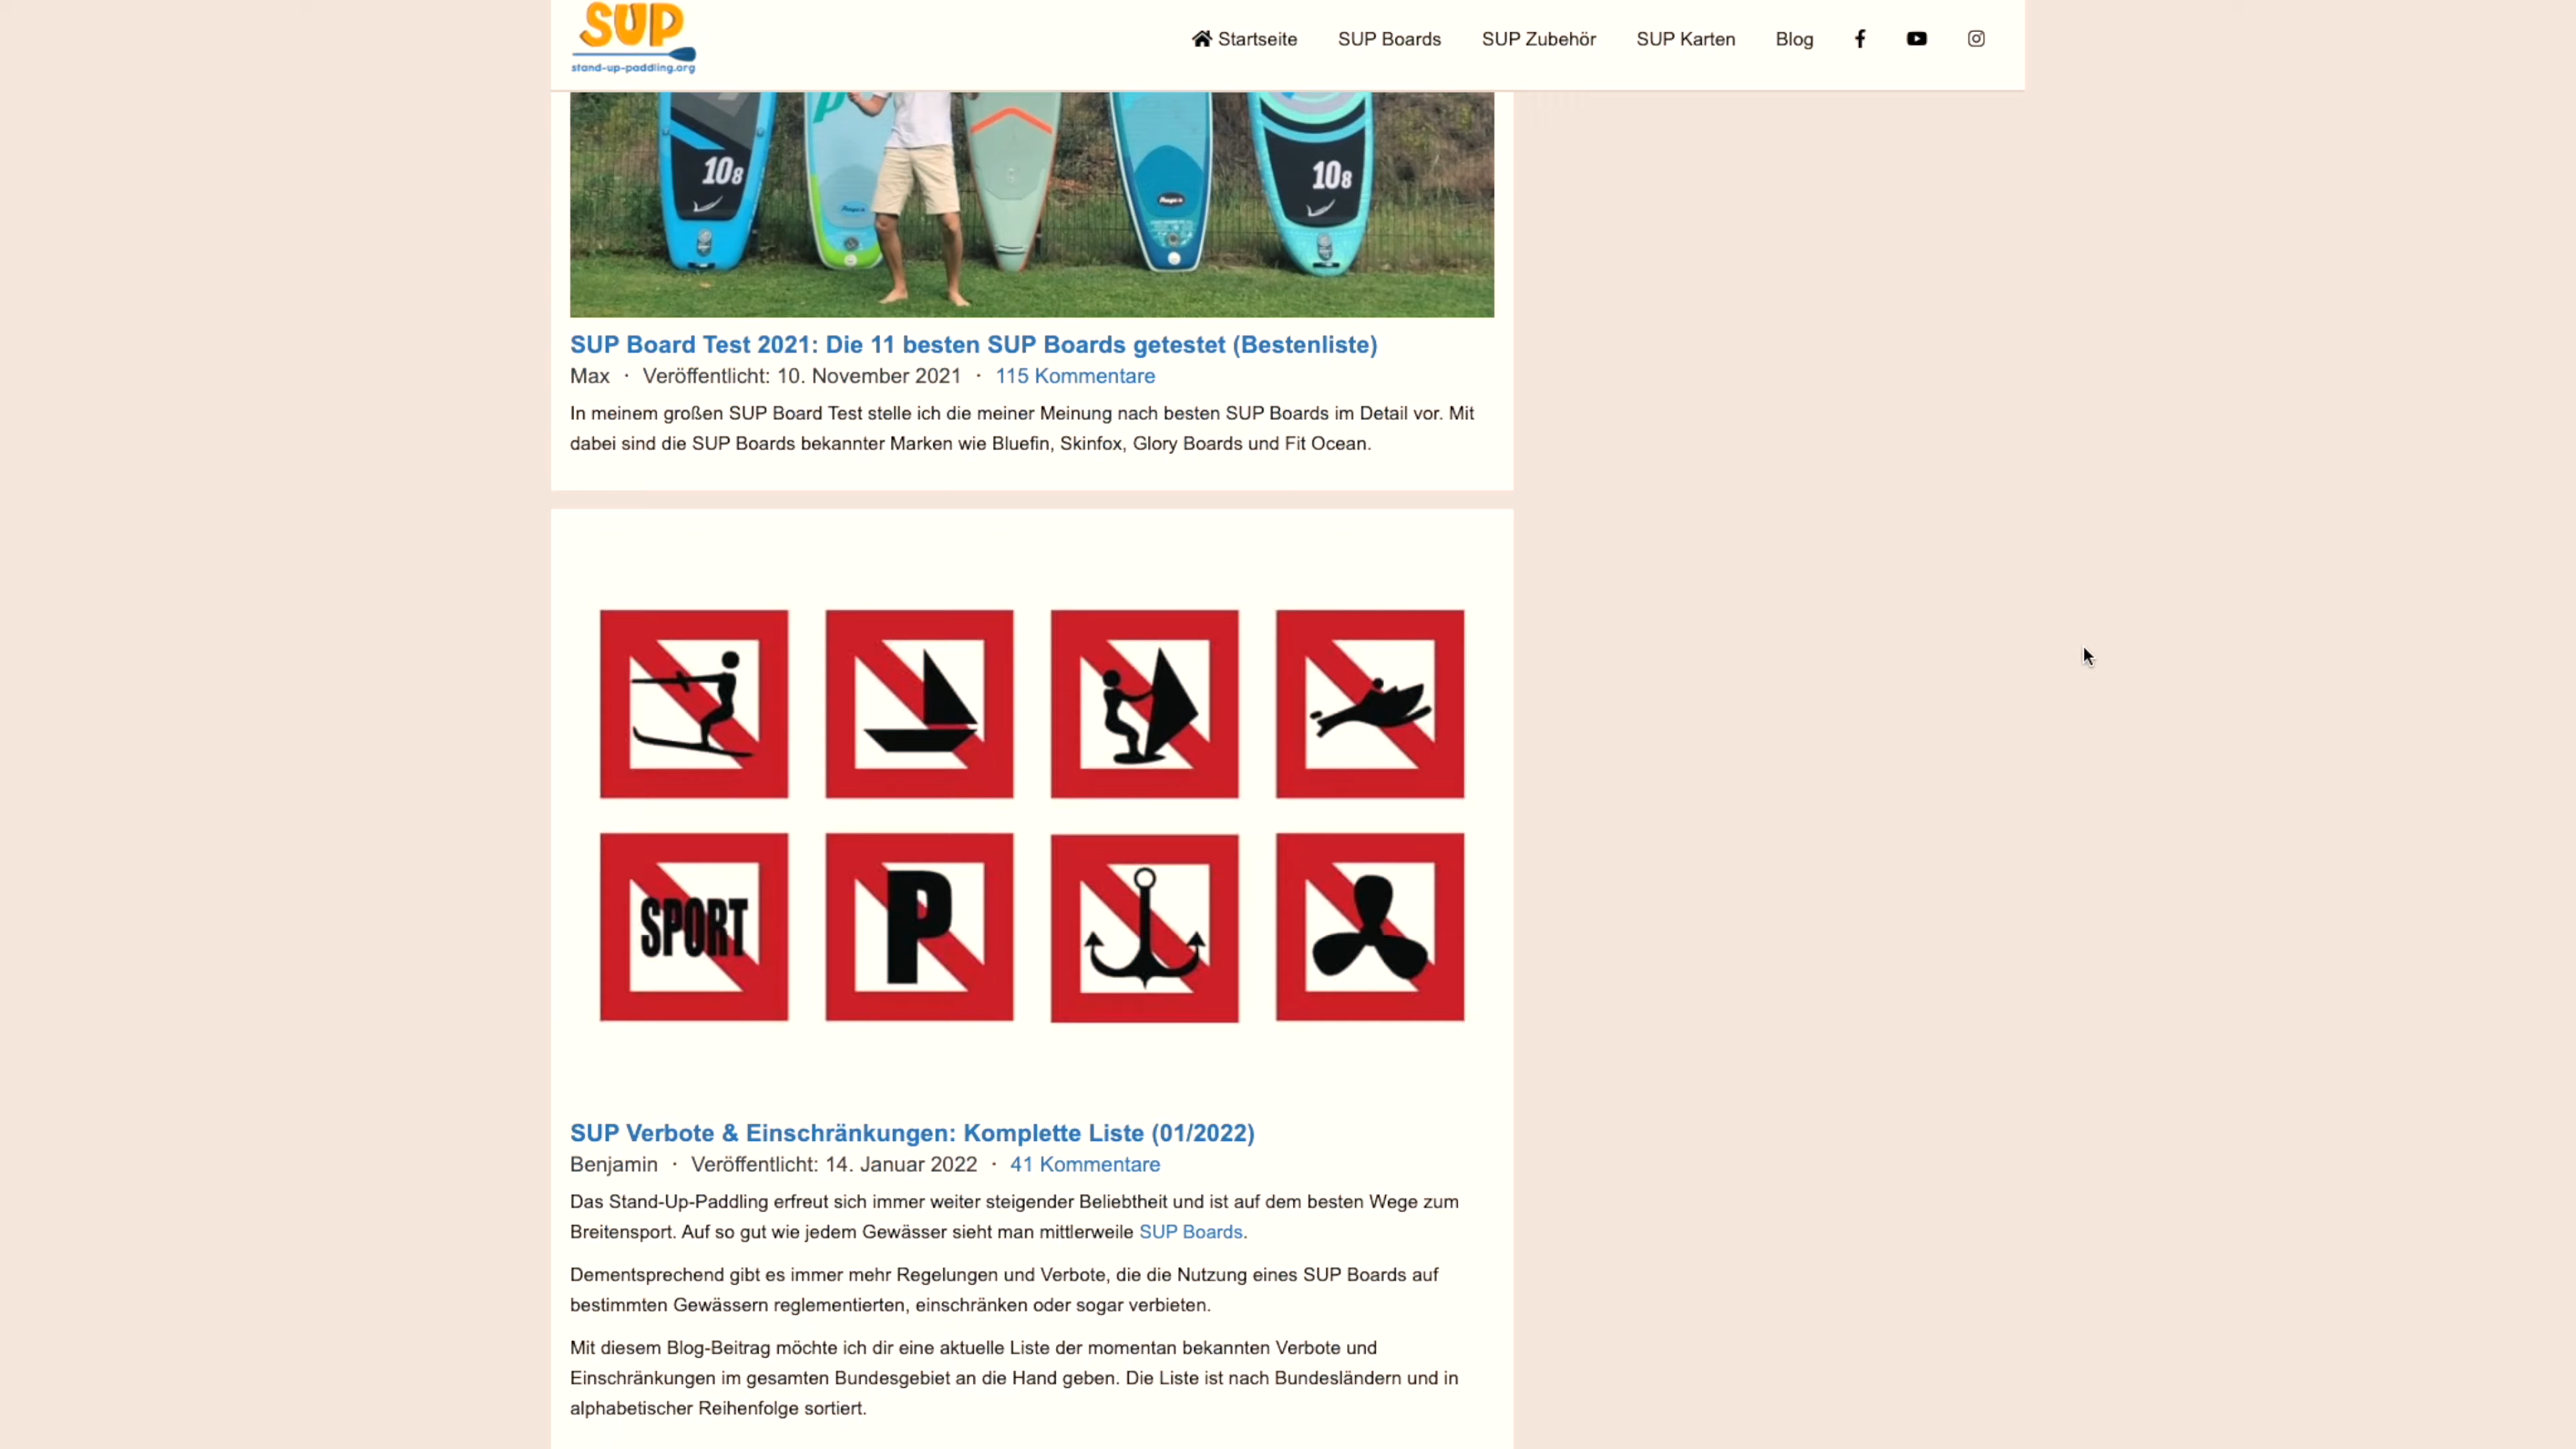 SUP
stand-up-paddling.org
Startseite SUP Boards SUP Zubehör SUP Karten Blog
108 108
SUP Board Test 2021: Die 11 besten SUP Boards getestet (Bestenliste)
Max · Veröffentlicht: 10. November 2021 · 115 Kommentare
In meinem großen SUP Board Test stelle ich die meiner Meinung nach besten SUP Boards im Detail vor. Mit
dabei sind die SUP Boards bekannter Marken wie Bluefin, Skinfox, Glory Boards und Fit Ocean.
SPORT P
SUP Verbote & Einschränkungen: Komplette Liste (01/2022)
Benjamin · Veröffentlicht: 14. Januar 2022 · 41 Kommentare
Das Stand-Up-Paddling erfreut sich immer weiter steigender Beliebtheit und ist auf dem besten Wege zum
Breitensport. Auf so gut wie jedem Gewässer sieht man mittlerweile SUP Boards.
Dementsprechend gibt es immer mehr Regelungen und Verbote, die die Nutzung eines SUP Boards auf
bestimmten Gewässern reglementierten, einschränken oder sogar verbieten.
Mit diesem Blog-Beitrag möchte ich dir eine aktuelle Liste der momentan bekannten Verbote und
Einschränkungen im gesamten Bundesgebiet an die Hand geben. Die Liste ist nach Bundesländern und in
alphabetischer Reihenfolge sortiert.